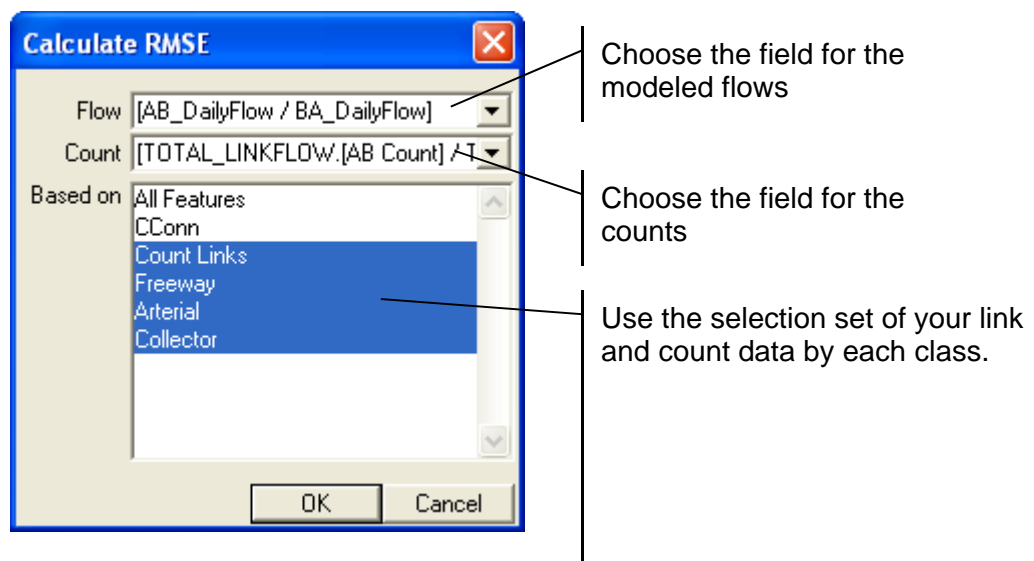 Calculate RMSE
Flow [AB_DailyFlow / BA_DailyFlow]
Count [TOTAL_LINKFLOW.[AB Count] / T
Based on All Features
CConn
Count Links
Freeway
Arterial
Collector
OK Cancel
Choose the field for the
modeled flows
Choose the field for the
counts
Use the selection set of your link
and count data by each class.